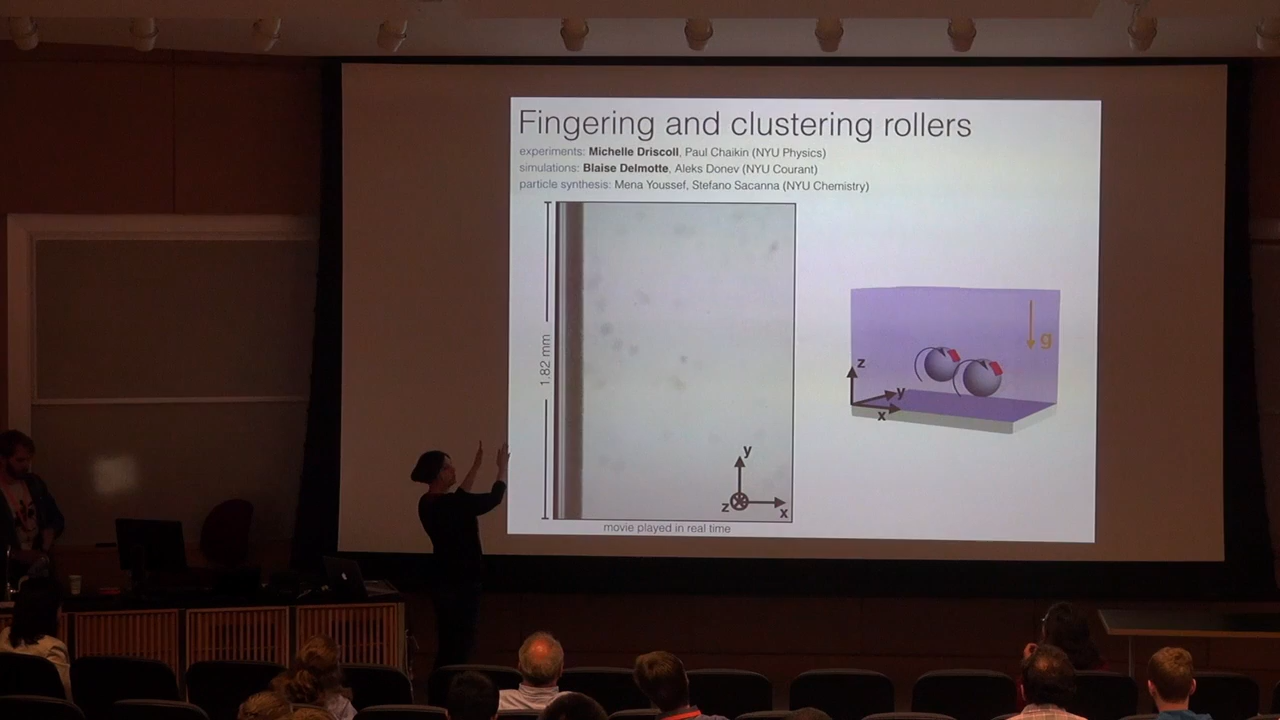 Fingering and clustering rollers
experiments: Michelle Driscoll, Paul Chaikin (NYU Physics)
simulations: Blaise Delmotte, Aleks Donev (NYU Courant)
particle synthesis: Mena Youssef, Stefano Sacanna (NYU Chemistry)
1.82 mm
y
z
x
movie played in real time
g
z
y
x